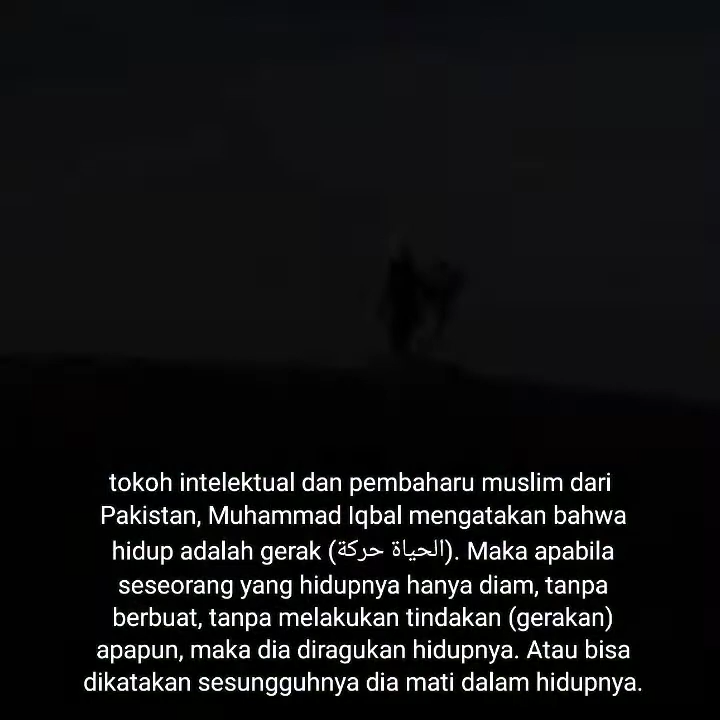 tokoh intelektual dan pembaharu muslim dari
Pakistan, Muhammad Iqbal mengatakan bahwa
hidup adalah gerak (الحياة حركة). Maka apabila
seseorang yang hidupnya hanya diam, tanpa
berbuat, tanpa melakukan tindakan (gerakan)
apapun, maka dia diragukan hidupnya. Atau bisa
dikatakan sesungguhnya dia mati dalam hidupnya.